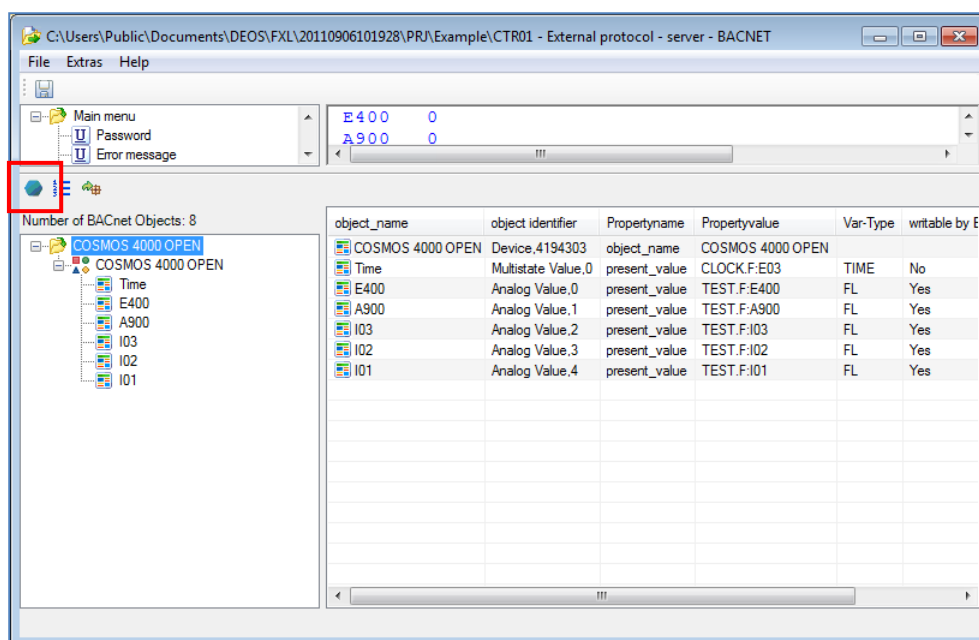 C:\Users\Public\Documents\DEOS\FXL\20110906101928\PRJ\Example\CTR01 - External protocol - server - BACNET
File Extras Help
Main menu
Password
Error message
E400 0
A900 0
Number of BACnet Objects: 8
COSMOS 4000 OPEN
COSMOS 4000 OPEN
Time
E400
A900
I03
I02
I01
object_name object identifier Propertyname Propertyvalue Var-Type writable by E
COSMOS 4000 OPEN Device,4194303 object_name COSMOS 4000 OPEN
Time Multistate Value,0 present_value CLOCK.F:E03 TIME No
E400 Analog Value,0 present_value TEST.F:E400 FL Yes
A900 Analog Value,1 present_value TEST.F:A900 FL Yes
I03 Analog Value,2 present_value TEST.F:I03 FL Yes
I02 Analog Value,3 present_value TEST.F:I02 FL Yes
I01 Analog Value,4 present_value TEST.F:I01 FL Yes